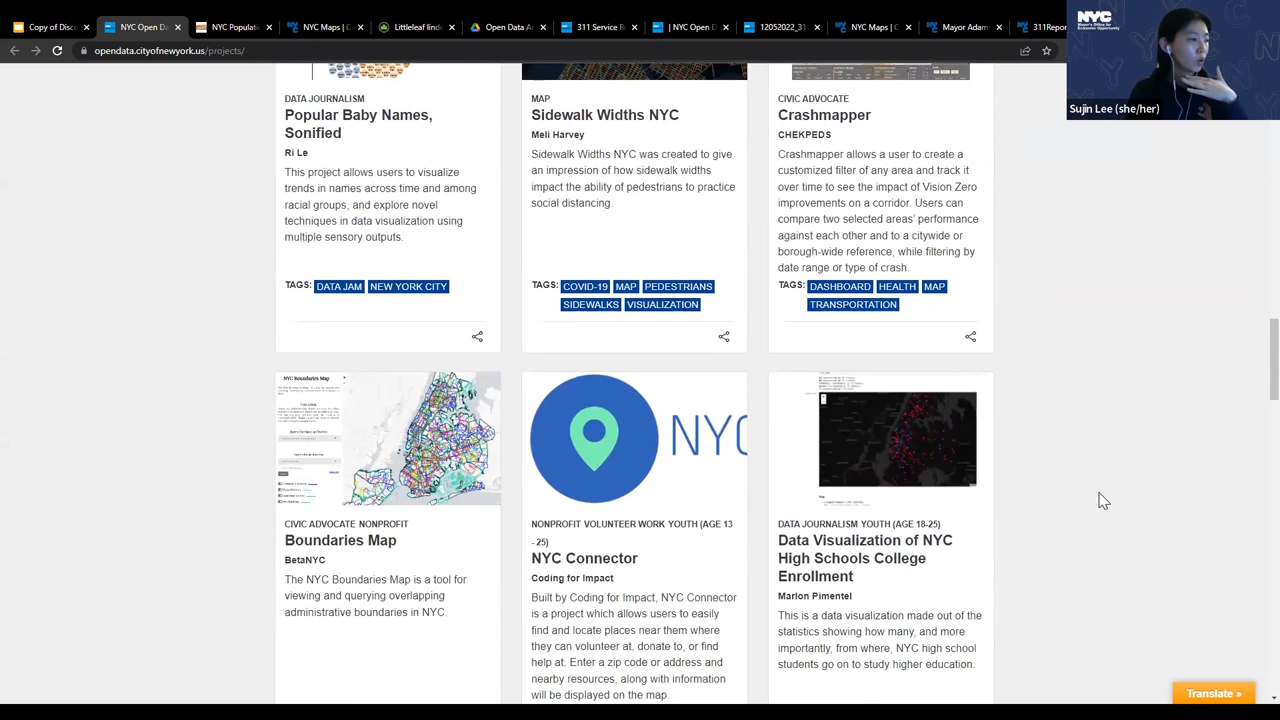 Copy of Disc
NYC Open Da
NYC Populati
NYC Maps | C
Littleleaf finde
Open Data An
311 Service Re
| NYC Open D
12052022_31
NYC Maps | C
Mayor Adams
311Repor
opendata.cityofnewyork.us/projects/
NYC
Mayor's Office for
Economic Opportunity
Sujin Lee (she/her)
DATA JOURNALISM
Popular Baby Names,
Sonified
Ri Le
This project allows users to visualize
trends in names across time and among
racial groups, and explore novel
techniques in data visualization using
multiple sensory outputs.
TAGS: DATA JAM NEW YORK CITY
MAP
Sidewalk Widths NYC
Meli Harvey
Sidewalk Widths NYC was created to give
an impression of how sidewalk widths
impact the ability of pedestrians to practice
social distancing.
TAGS: COVID-19 MAP PEDESTRIANS
SIDEWALKS VISUALIZATION
CIVIC ADVOCATE
Crashmapper
CHEKPEDS
Crashmapper allows a user to create a
customized filter of any area and track it
over time to see the impact of Vision Zero
improvements on a corridor. Users can
compare two selected areas' performance
against each other and to a citywide or
borough-wide reference, while filtering by
date range or type of crash.
TAGS: DASHBOARD HEALTH MAP
TRANSPORTATION
NYC Boundaries Map
CIVIC ADVOCATE NONPROFIT
Boundaries Map
BetaNYC
The NYC Boundaries Map is a tool for
viewing and querying overlapping
administrative boundaries in NYC.
NYC
NONPROFIT VOLUNTEER WORK YOUTH (AGE 13
- 25)
NYC Connector
Coding for Impact
Built by Coding for Impact, NYC Connector
is a project which allows users to easily
find and locate places near them where
they can volunteer at, donate to, or find
help at. Enter a zip code or address and
nearby resources, along with information
will be displayed on the map.
DATA JOURNALISM YOUTH (AGE 18-25)
Data Visualization of NYC
High Schools College
Enrollment
Marlon Pimentel
This is a data visualization made out of the
statistics showing how many, and more
importantly, from where, NYC high school
students go on to study higher education.
Translate »